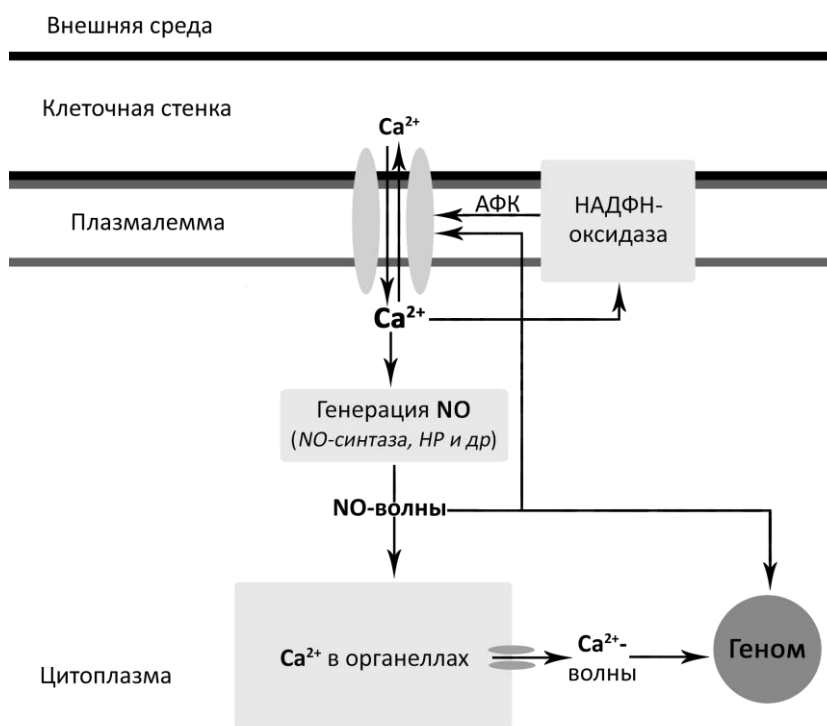 Внешняя среда
Клеточная стенка
Ca²⁺
АФК
НАДФН-
оксидаза
Плазмалемма
Ca²⁺
Генерация NO
(NO-синтаза, НР и др)
NO-волны
Ca²⁺ в органеллах
Ca²⁺-
волны
Геном
Цитоплазма